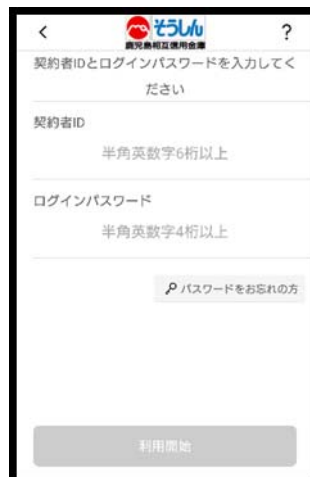 そうしん
?
鹿児島相互信用金庫
契約者IDとログインパスワードを入力してく
ださい
契約者ID
半角英数字6桁以上
ログインパスワード
半角英数字4桁以上
パスワードをお忘れの方
利用開始